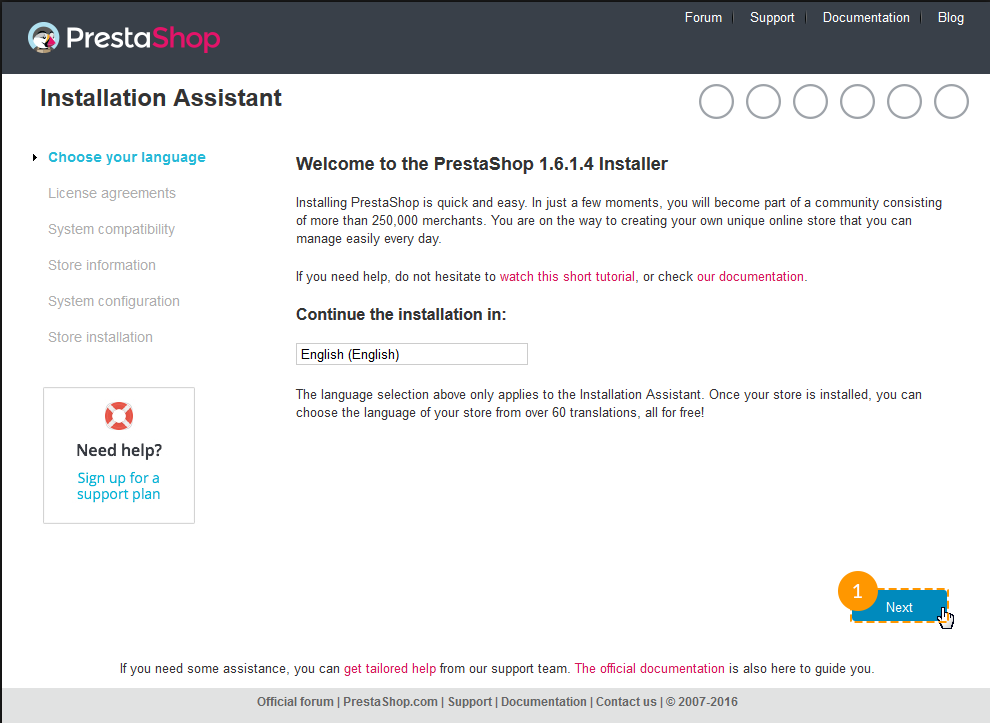 Forum
Support
Documentation
Blog
PrestaShop
Installation Assistant
Choose your language
License agreements
System compatibility
Store information
System configuration
Store installation
Need help?
Sign up for a
support plan
Welcome to the PrestaShop 1.6.1.4 Installer
Installing PrestaShop is quick and easy. In just a few moments, you will become part of a community consisting
of more than 250,000 merchants. You are on the way to creating your own unique online store that you can
manage easily every day.
If you need help, do not hesitate to watch this short tutorial, or check our documentation.
Continue the installation in:
English (English)
The language selection above only applies to the Installation Assistant. Once your store is installed, you can
choose the language of your store from over 60 translations, all for free!
1
Next
If you need some assistance, you can get tailored help from our support team. The official documentation is also here to guide you.
Official forum | PrestaShop.com | Support | Documentation | Contact us | © 2007-2016